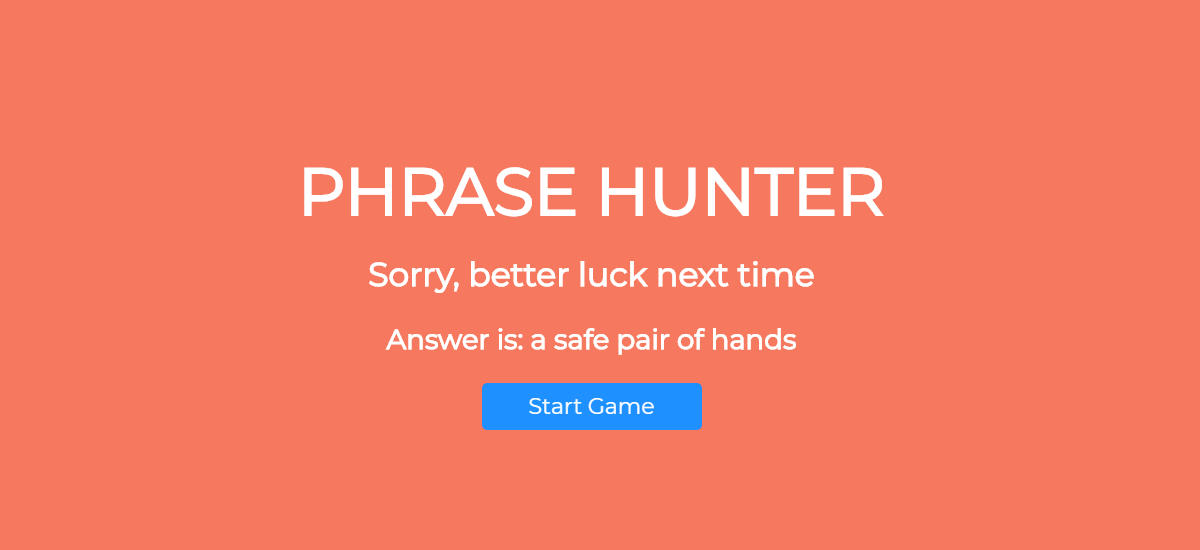 PHRASE HUNTER
Sorry, better luck next time
Answer is: a safe pair of hands
Start Game